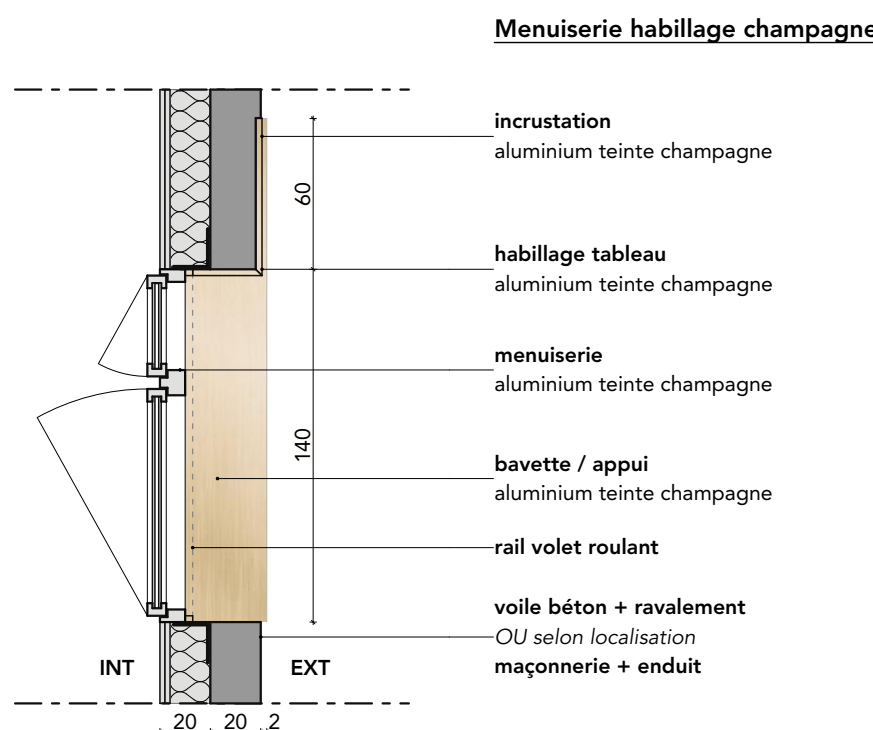 Menuiserie habillage champagne
incrustation
aluminium teinte champagne
60
habillage tableau
aluminium teinte champagne
menuiserie
aluminium teinte champagne
140
bavette / appui
aluminium teinte champagne
rail volet roulant
voile béton + ravalement
OU selon localisation
maçonnerie + enduit
INT
EXT
20
20
2